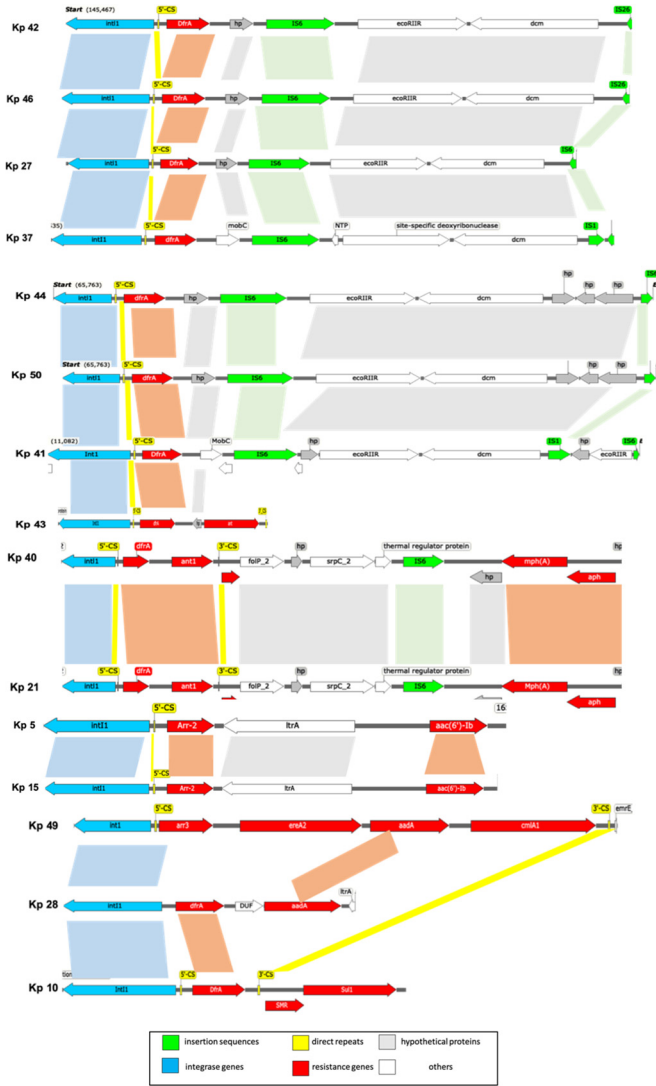 Start (145,467) 5'-CS IS26
Kp 42 intI1 DfrA hp IS6 ecoRIIR dcm
5'-CS IS26
Kp 46 intI1 DfrA hp IS6 ecoRIIR dcm
5'-CS IS6
Kp 27 intI1 DfrA hp IS6 ecoRIIR dcm
35) 5'-CS mobC NTP site-specific deoxyribonuclease IS1
Kp 37 IntI1 dfrA IS6 dcm
Start (65,763) 5'-CS hp hp hp IS6
Kp 44 intI1 dfrA hp IS6 ecoRIIR dcm
Start (65,763) 5'-CS hp hp
Kp 50 intI1 dfrA hp IS6 ecoRIIR dcm
(11,082) 5'-CS MobC hp IS1 hp IS6
Kp 41 Int1 DfrA IS6 ecoRIIR dcm ecoRIIR
Kp 43
5'-CS dfrA 3'-CS hp thermal regulator protein hp
Kp 40 intI1 ant1 folP_2 srpC_2 IS6 mph(A)
hp aph
5'-CS dfrA 3'-CS hp thermal regulator protein hp
Kp 21 intI1 ant1 folP_2 srpC_2 IS6 Mph(A)
aph
5'-CS 16
Kp 5 intI1 Arr-2 ltrA aac(6')-Ib
5'-CS
Kp 15 intI1 Arr-2 ltrA aac(6')-Ib
5'-CS 3'-CS emrE
Kp 49 int1 arr3 ereA2 aadA cmlA1
ltrA
Kp 28 intI1 dfrA DUF aadA
5'-CS 3'-CS
Kp 10 IntI1 DfrA Sid1
SMR
insertion sequences direct repeats hypothetical proteins
integrase genes resistance genes others